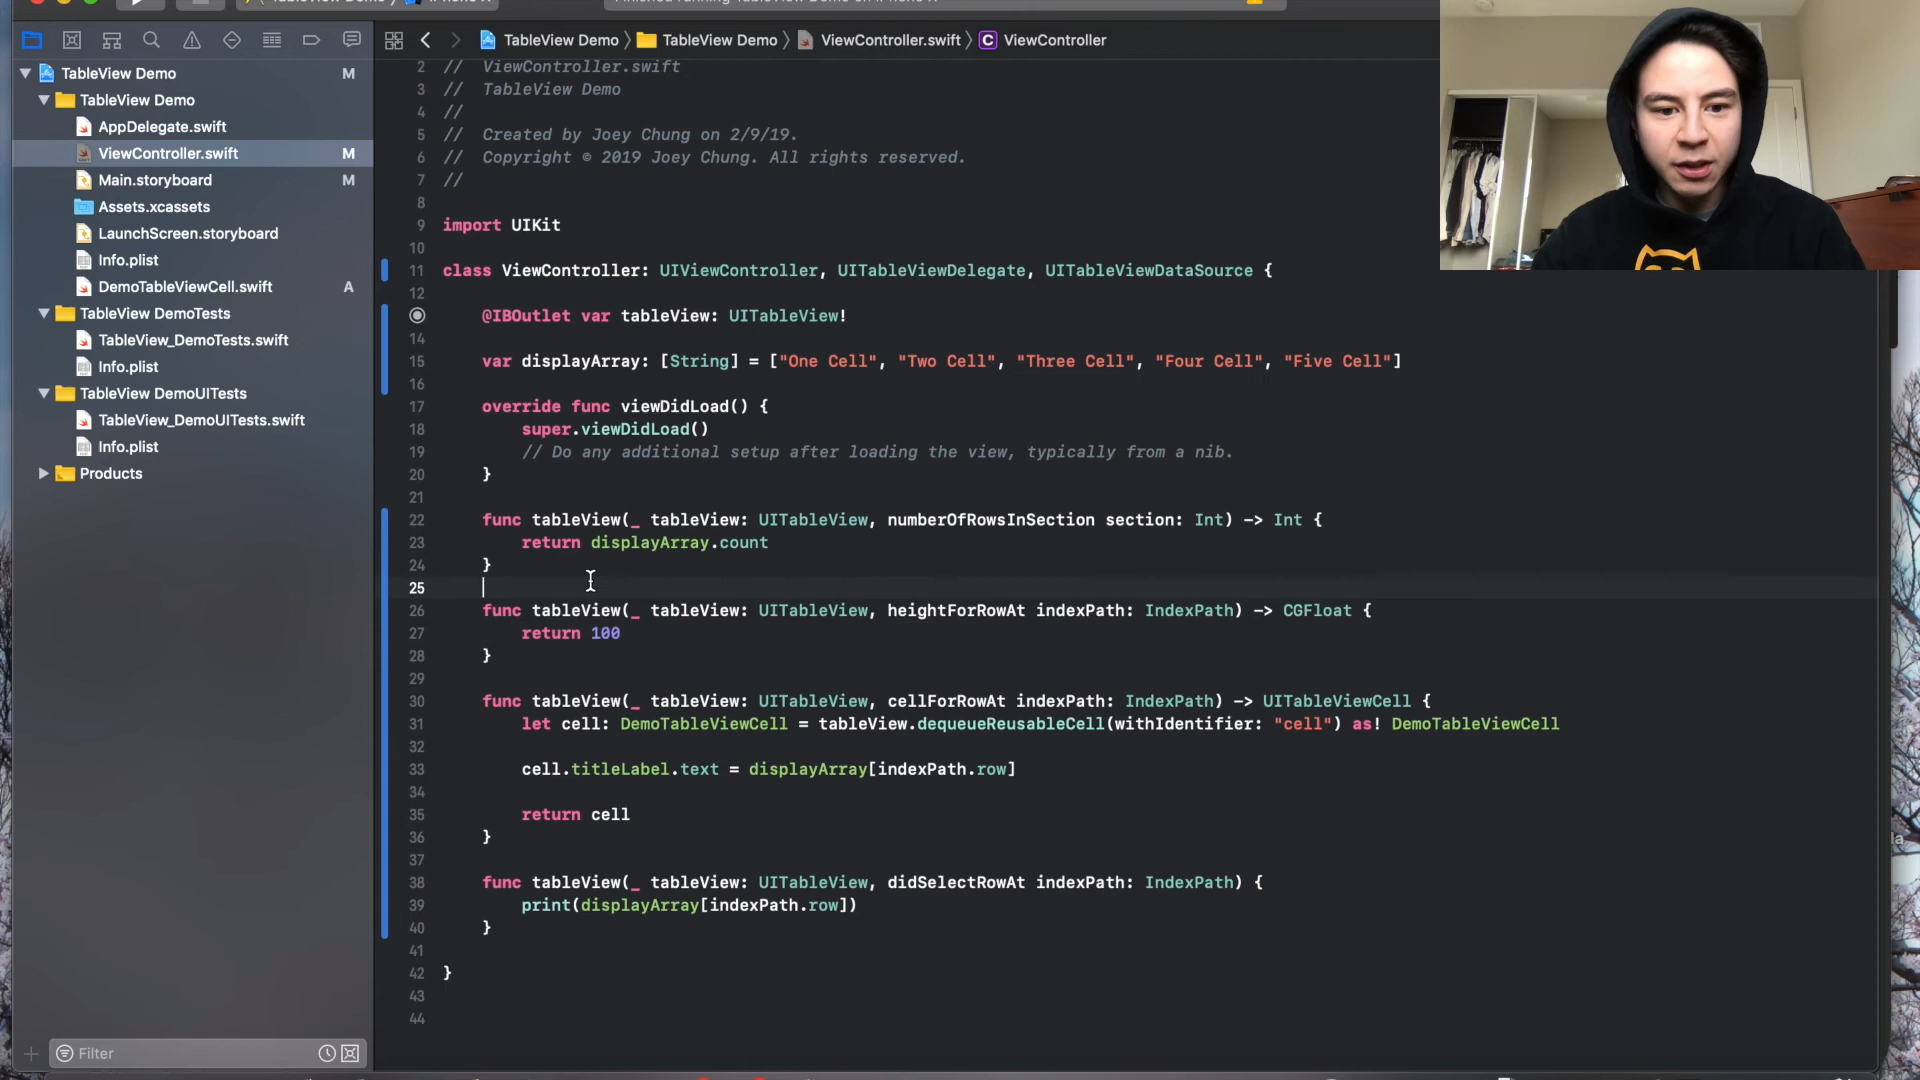 TableView Demo
TableView Demo
ViewController.swift
ViewController
TableView Demo M
TableView Demo
AppDelegate.swift
ViewController.swift M
Main.storyboard M
Assets.xcassets
LaunchScreen.storyboard
Info.plist
DemoTableViewCell.swift A
TableView DemoTests
TableView_DemoTests.swift
Info.plist
TableView DemoUITests
TableView_DemoUITests.swift
Info.plist
Products
Filter
2 // ViewController.swift
3 // TableView Demo
4 //
5 // Created by Joey Chung on 2/9/19.
6 // Copyright © 2019 Joey Chung. All rights reserved.
7 //
8
9 import UIKit
10
11 class ViewController: UIViewController, UITableViewDelegate, UITableViewDataSource {
12
@IBOutlet var tableView: UITableView!
14
15 var displayArray: [String] = ["One Cell", "Two Cell", "Three Cell", "Four Cell", "Five Cell"]
16
17 override func viewDidLoad() {
18 super.viewDidLoad()
19 // Do any additional setup after loading the view, typically from a nib.
20 }
21
22 func tableView(_ tableView: UITableView, numberOfRowsInSection section: Int) -> Int {
23 return displayArray.count
24 }
25
26 func tableView(_ tableView: UITableView, heightForRowAt indexPath: IndexPath) -> CGFloat {
27 return 100
28 }
29
30 func tableView(_ tableView: UITableView, cellForRowAt indexPath: IndexPath) -> UITableViewCell {
31 let cell: DemoTableViewCell = tableView.dequeueReusableCell(withIdentifier: "cell") as! DemoTableViewCell
32
33 cell.titleLabel.text = displayArray[indexPath.row]
34
35 return cell
36 }
37
38 func tableView(_ tableView: UITableView, didSelectRowAt indexPath: IndexPath) {
39 print(displayArray[indexPath.row])
40 }
41
42 }
43
44